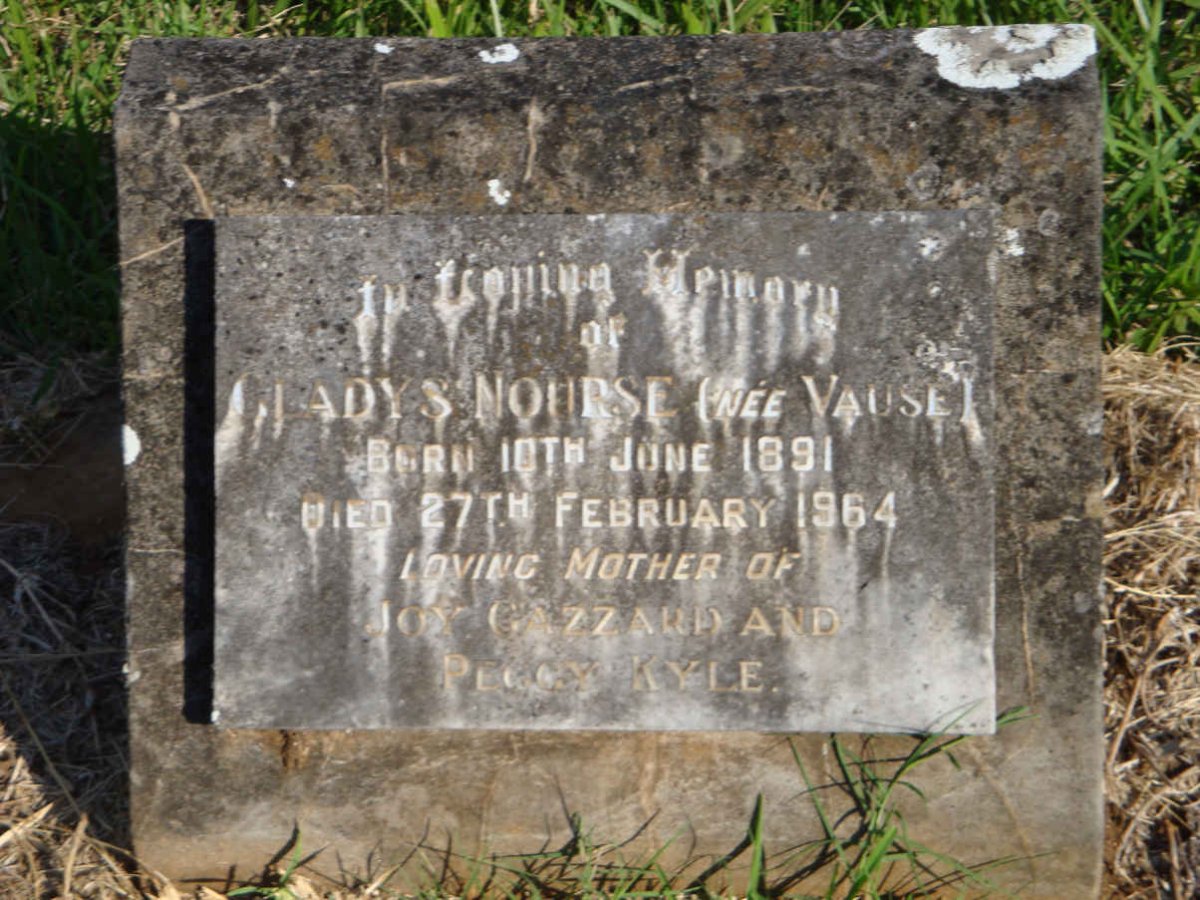 In Loving Memory
of
GLADYS NOURSE (NÉE VAUSE)
BORN 10TH JUNE 1891
DIED 27TH FEBRUARY 1964
LOVING MOTHER OF
JOY GAZZARD AND
PEGGY KYLE.